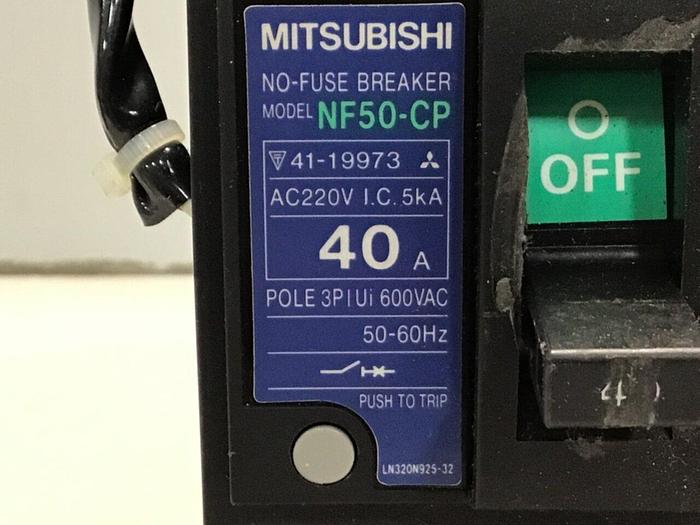 MITSUBISHI
NO-FUSE BREAKER
MODEL NF50-CP
41-19973
AC220V I.C.5kA
40 A
POLE 3P Ui 600VAC
50-60Hz
PUSH TO TRIP
LN320N925-32
OFF